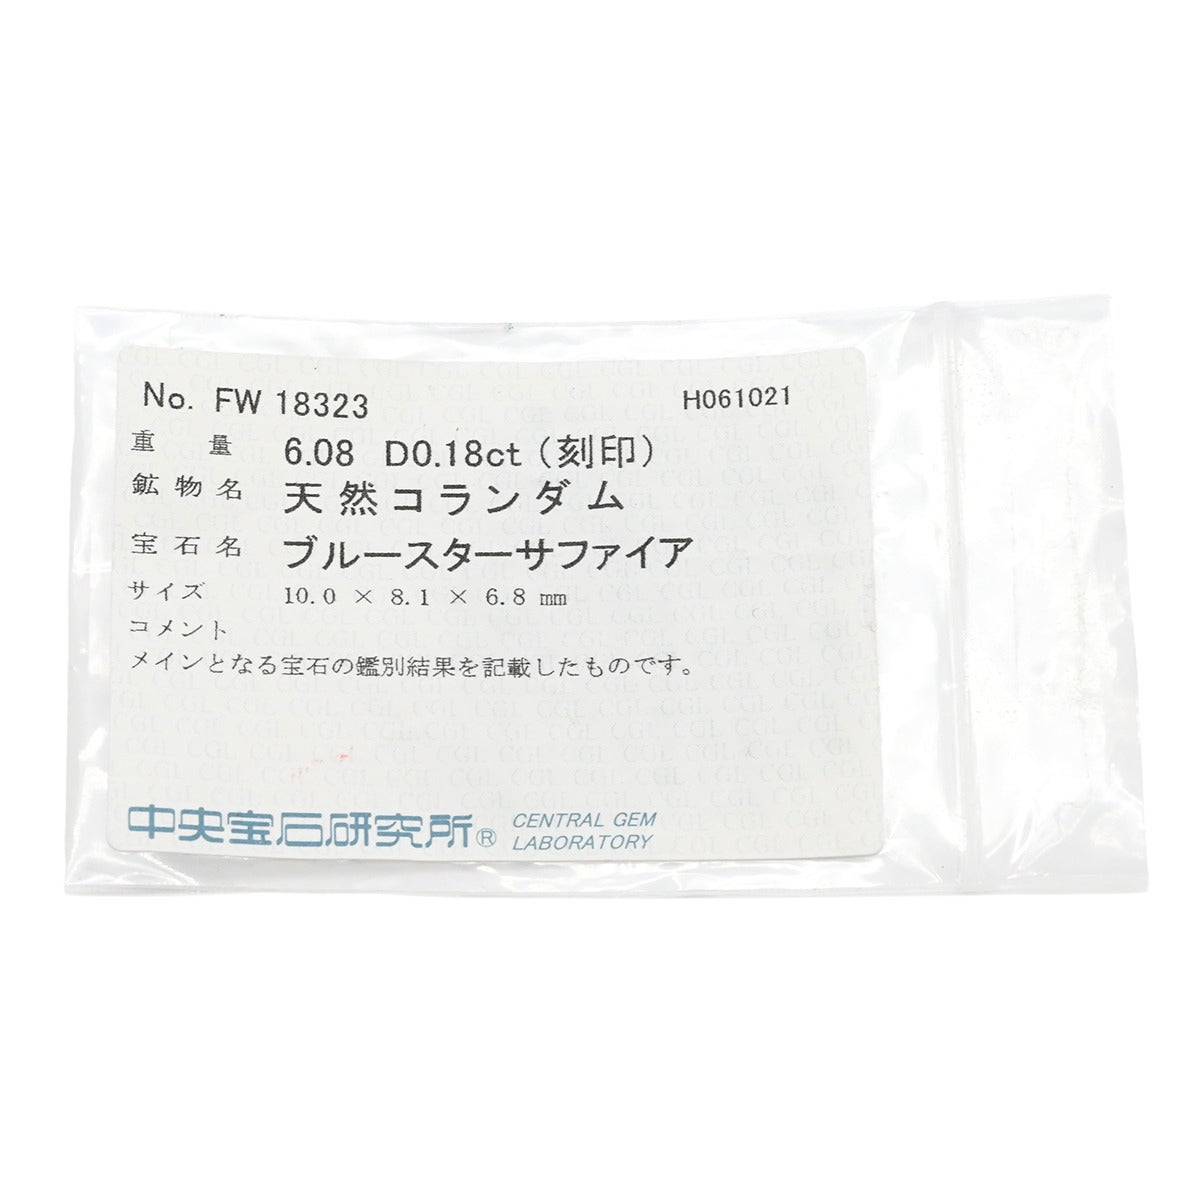 No. FW 18323 H061021
重量 6.08 D0.18ct (刻印)
鉱物名 天然コランダム
宝石名 ブルースターサファイア
サイズ 10.0 × 8.1 × 6.8 mm
コメント
メインとなる宝石の鑑別結果を記載したものです。
中央宝石研究所® CENTRAL GEM
LABORATORY